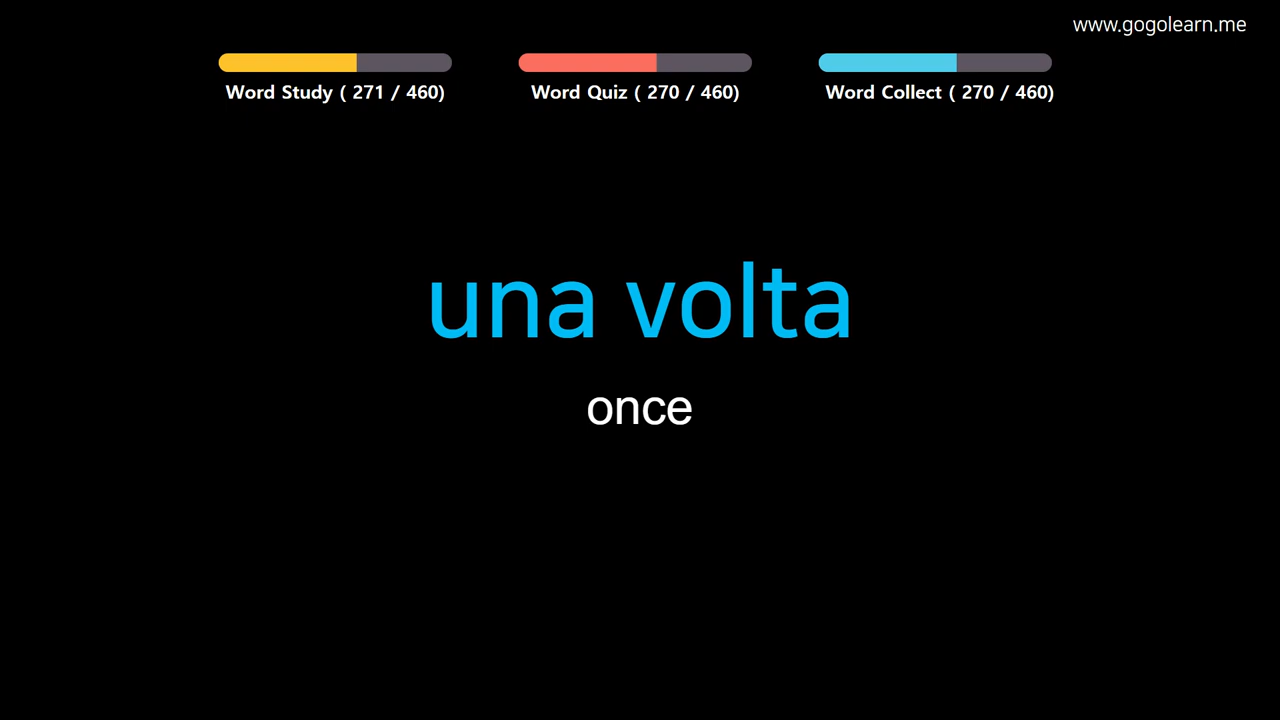 www.gogolearn.me
Word Study ( 271 / 460)
Word Quiz ( 270 / 460)
Word Collect ( 270 / 460)
una volta
once